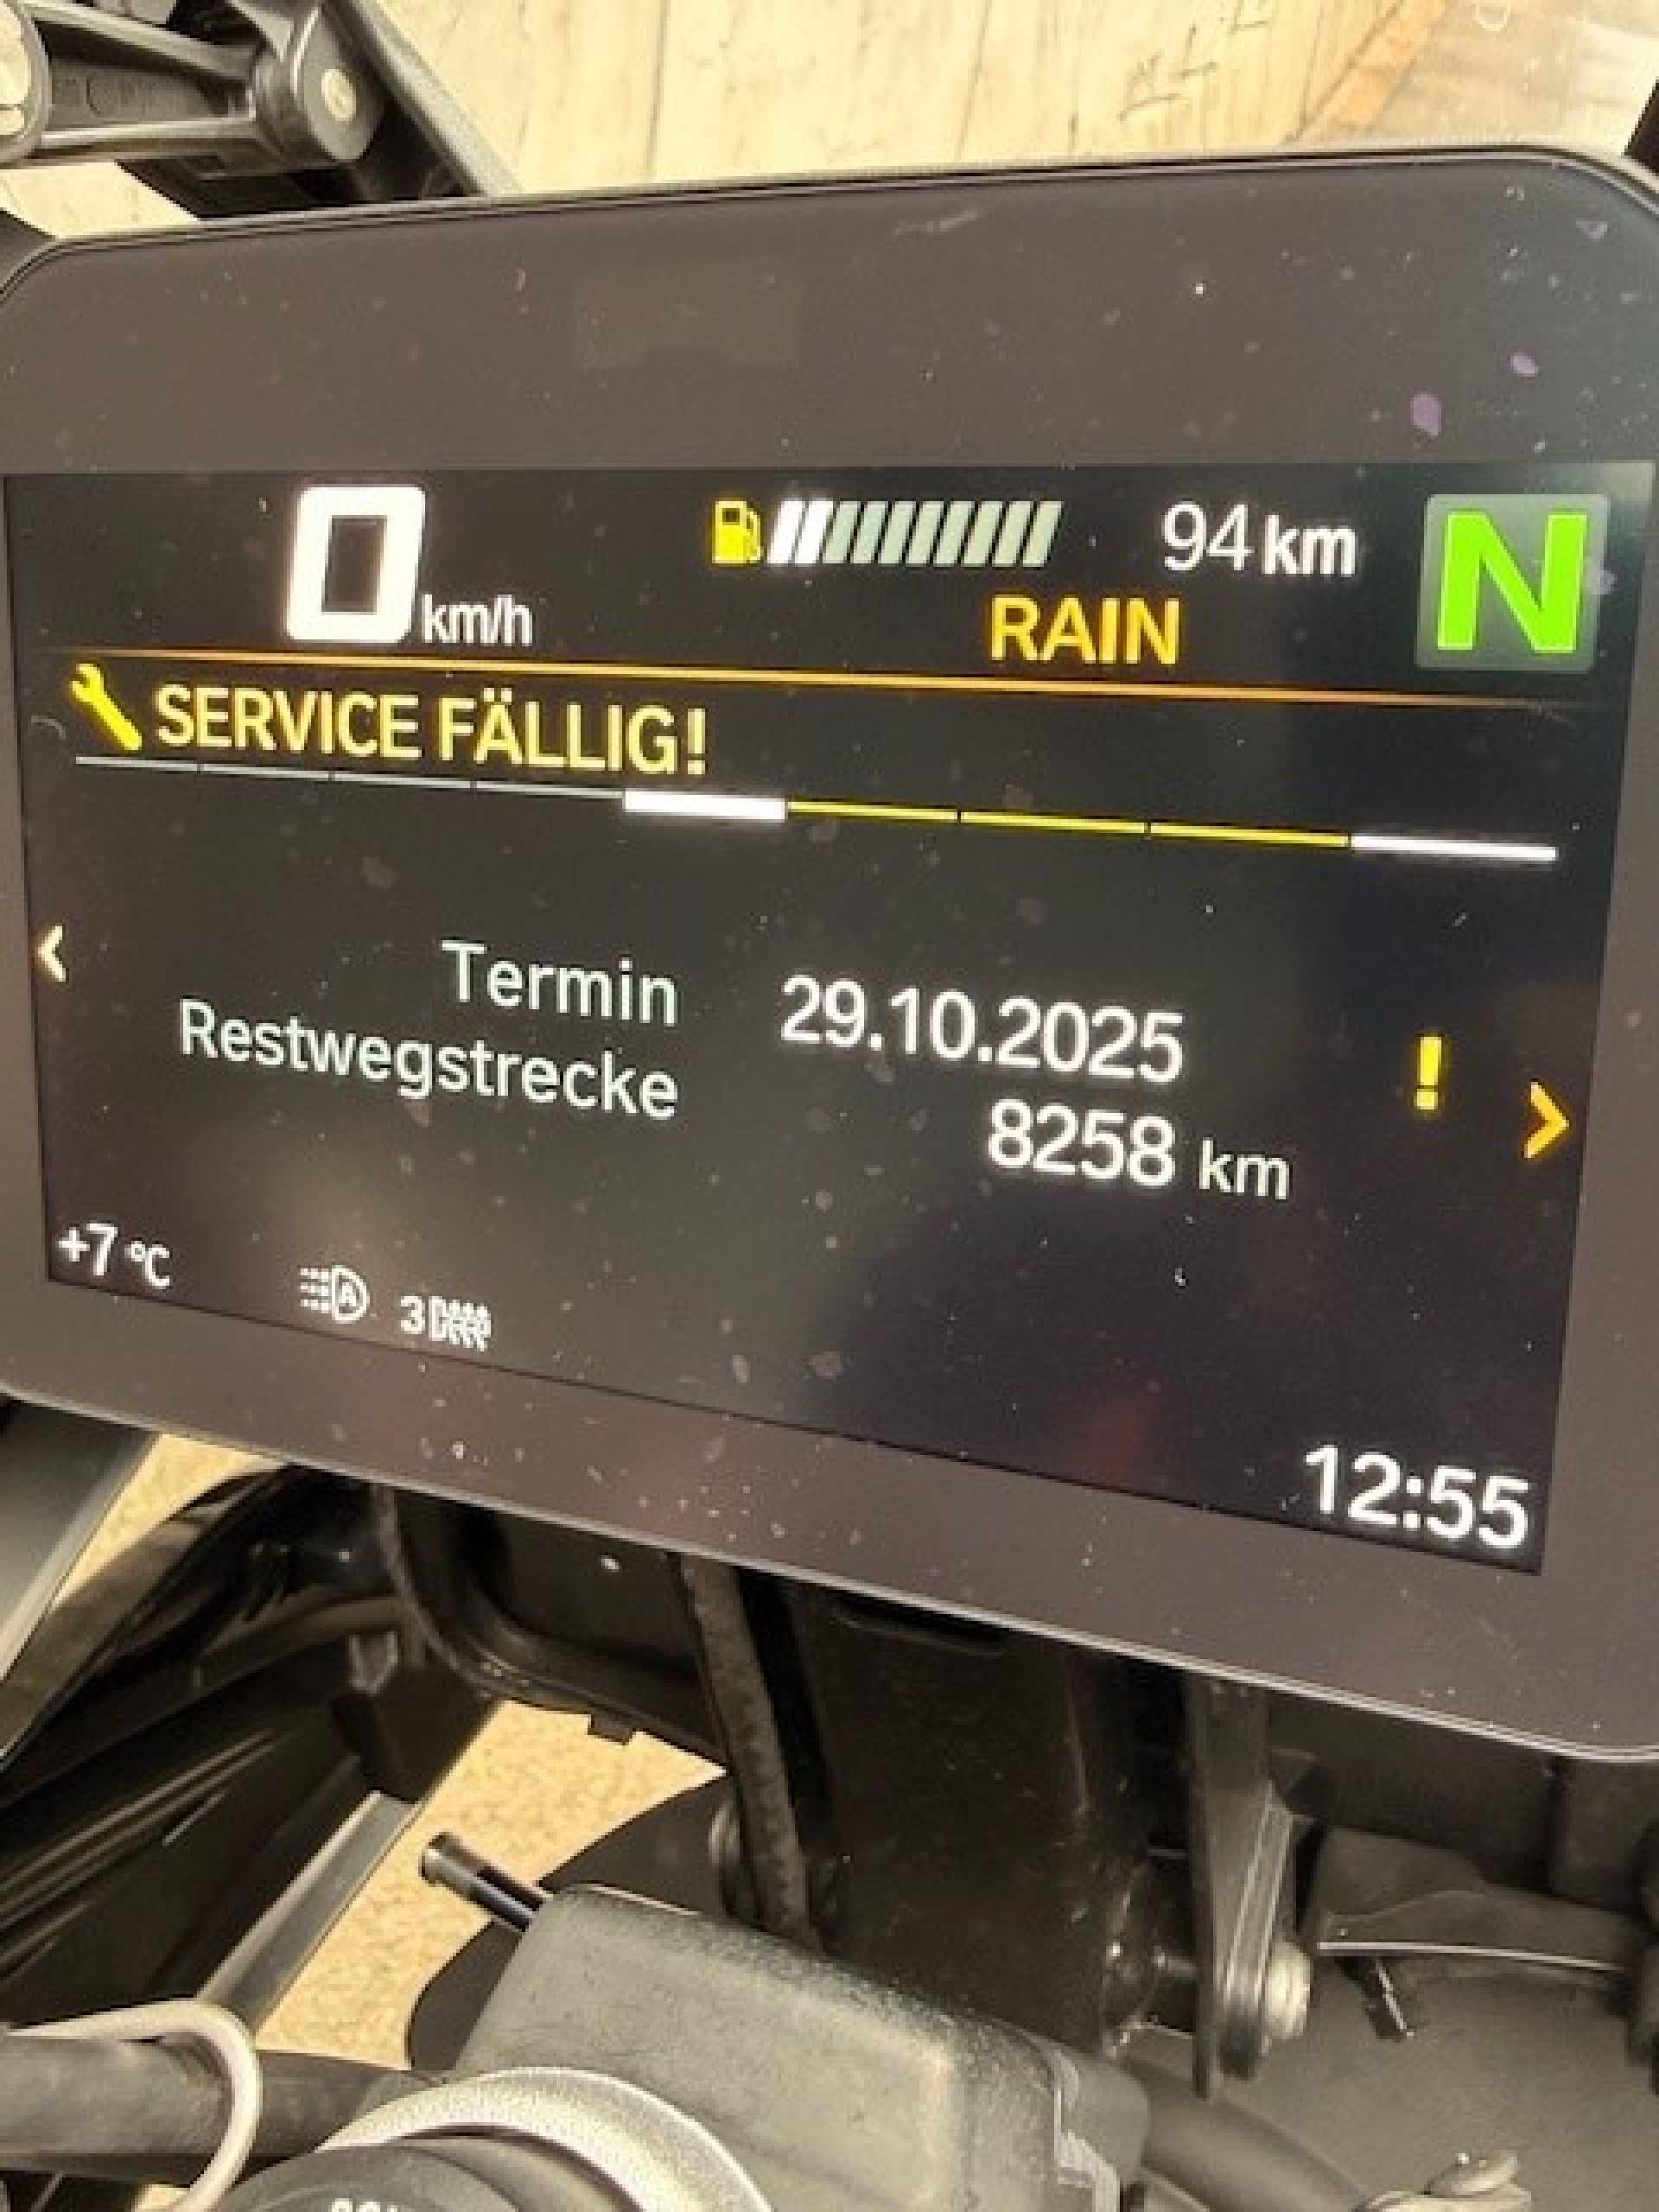 0 km/h
94 km
N
RAIN
SERVICE FÄLLIG!
Termin 29.10.2025
Restwegstrecke 8258 km
!
+7 °C
A
3
12:55